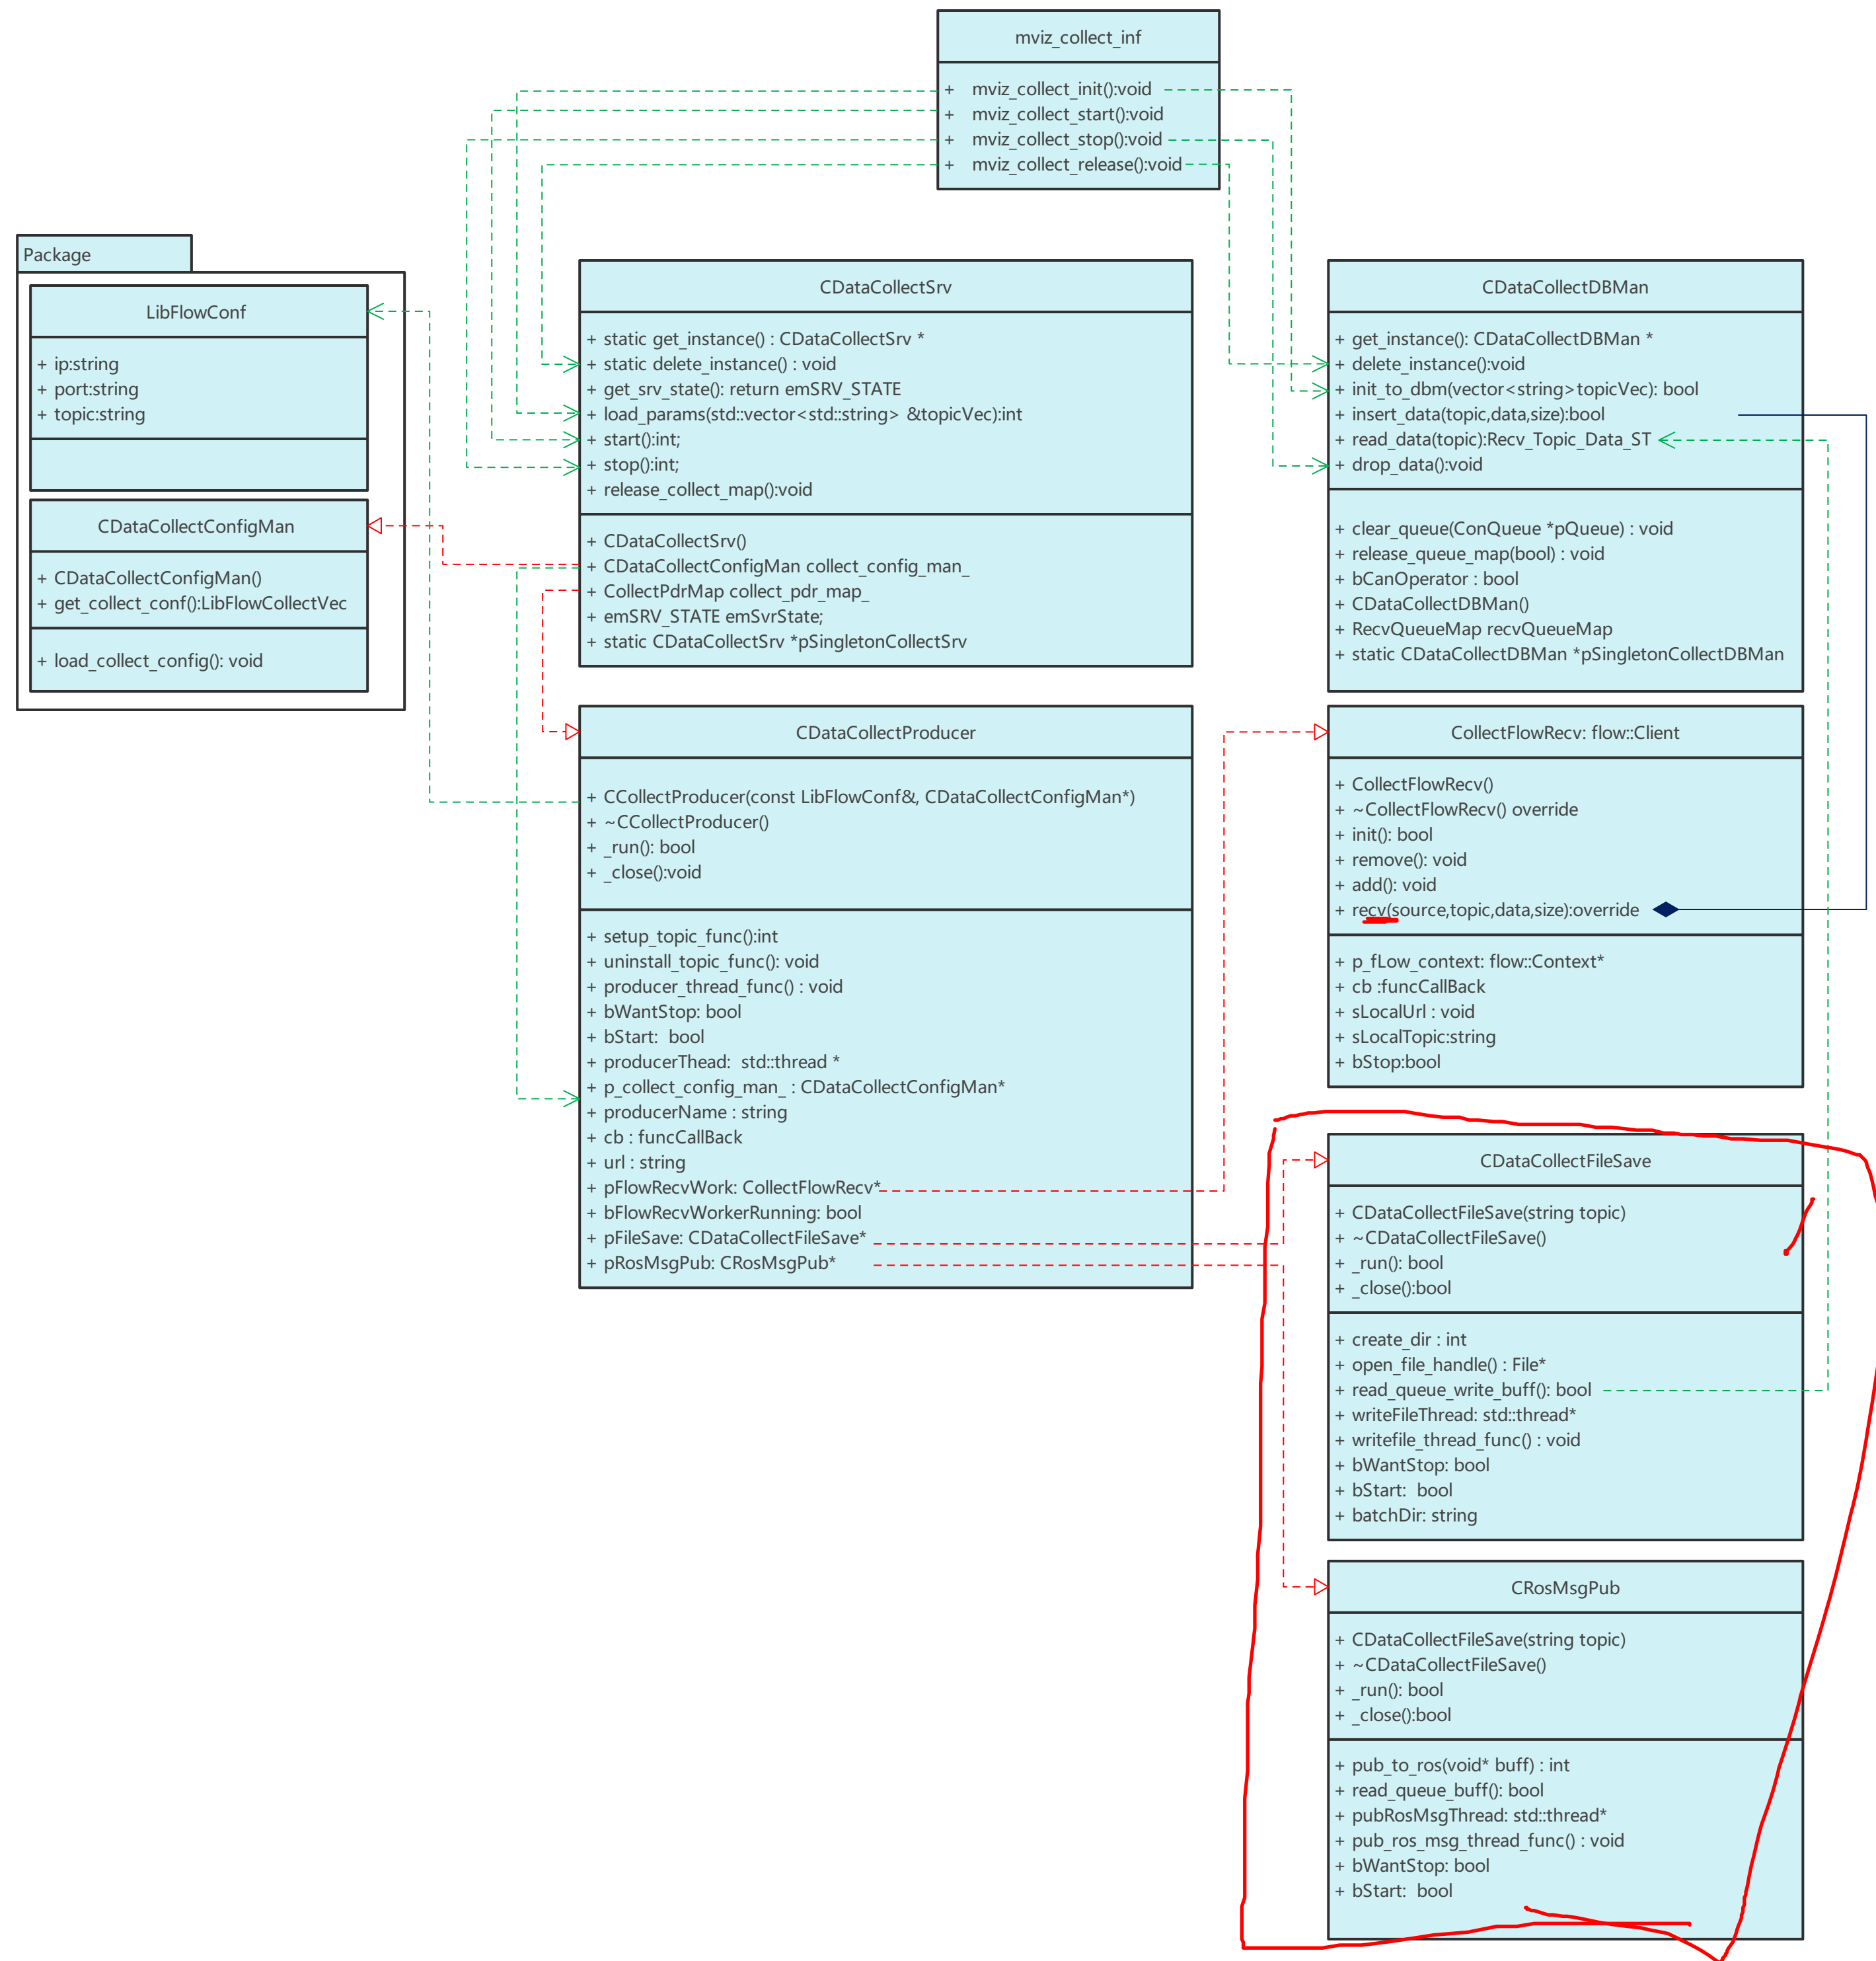 mviz_collect_inf
+ mviz_collect_init():void
+ mviz_collect_start():void
+ mviz_collect_stop():void
+ mviz_collect_release():void
Package
LibFlowConf
+ ip:string
+ port:string
+ topic:string
CDataCollectConfigMan
+ CDataCollectConfigMan()
+ get_collect_conf():LibFlowCollectVec
+ load_collect_config(): void
CDataCollectSrv
+ static get_instance() : CDataCollectSrv *
+ static delete_instance() : void
+ get_srv_state(): return emSRV_STATE
+ load_params(std::vector<std::string> &topicVec):int
+ start():int;
+ stop():int;
+ release_collect_map():void
+ CDataCollectSrv()
+ CDataCollectConfigMan collect_config_man_
+ CollectPdrMap collect_pdr_map_
+ emSRV_STATE emSvrState;
+ static CDataCollectSrv *pSingletonCollectSrv
CDataCollectDBMan
+ get_instance(): CDataCollectDBMan *
+ delete_instance():void
+ init_to_dbm(vector<string>topicVec): bool
+ insert_data(topic,data,size):bool
+ read_data(topic):Recv_Topic_Data_ST
+ drop_data():void
+ clear_queue(ConQueue *pQueue) : void
+ release_queue_map(bool) : void
+ bCanOperator : bool
+ CDataCollectDBMan()
+ RecvQueueMap recvQueueMap
+ static CDataCollectDBMan *pSingletonCollectDBMan
CDataCollectProducer
+ CCollectProducer(const LibFlowConf&, CDataCollectConfigMan*)
+ ~CCollectProducer()
+ _run(): bool
+ _close():void
+ setup_topic_func():int
+ uninstall_topic_func(): void
+ producer_thread_func() : void
+ bWantStop: bool
+ bStart:  bool
+ producerThead:  std::thread *
+ p_collect_config_man_ : CDataCollectConfigMan*
+ producerName : string
+ cb : funcCallBack
+ url : string
+ pFlowRecvWork: CollectFlowRecv*
+ bFlowRecvWorkerRunning: bool
+ pFileSave: CDataCollectFileSave*
+ pRosMsgPub: CRosMsgPub*
CollectFlowRecv: flow::Client
+ CollectFlowRecv()
+ ~CollectFlowRecv() override
+ init(): bool
+ remove(): void
+ add(): void
+ recv(source,topic,data,size):override
+ p_fLow_context: flow::Context*
+ cb :funcCallBack
+ sLocalUrl : void
+ sLocalTopic:string
+ bStop:bool
CDataCollectFileSave
+ CDataCollectFileSave(string topic)
+ ~CDataCollectFileSave()
+ _run(): bool
+ _close():bool
+ create_dir : int
+ open_file_handle() : File*
+ read_queue_write_buff(): bool
+ writeFileThread: std::thread*
+ writefile_thread_func() : void
+ bWantStop: bool
+ bStart:  bool
+ batchDir: string
CRosMsgPub
+ CDataCollectFileSave(string topic)
+ ~CDataCollectFileSave()
+ _run(): bool
+ _close():bool
+ pub_to_ros(void* buff) : int
+ read_queue_buff(): bool
+ pubRosMsgThread: std::thread*
+ pub_ros_msg_thread_func() : void
+ bWantStop: bool
+ bStart:  bool